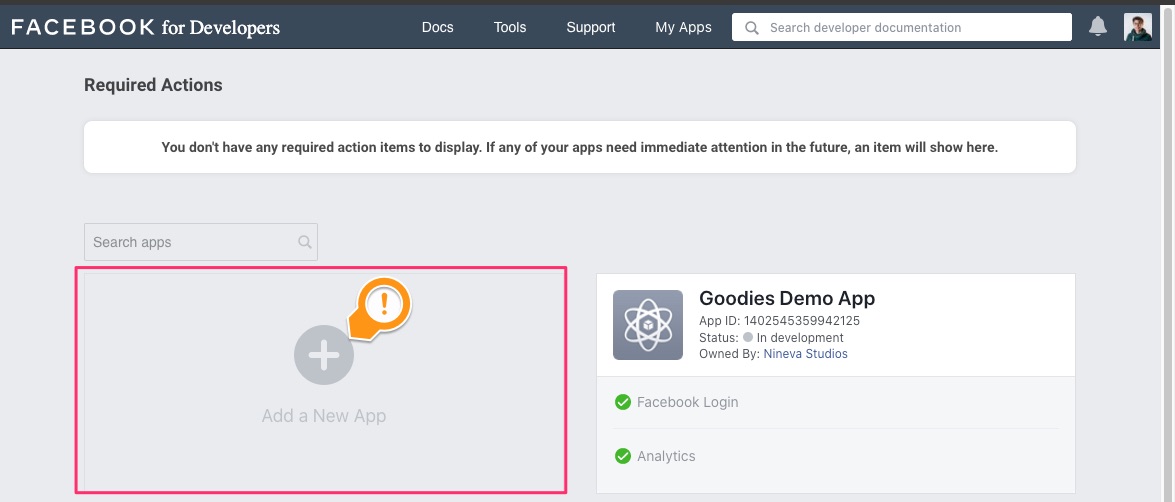 FACEBOOK for Developers
Docs
Tools
Support
My Apps
Search developer documentation
Required Actions
You don't have any required action items to display. If any of your apps need immediate attention in the future, an item will show here.
Search apps
!
Add a New App
Goodies Demo App
App ID: 1402545359942125
Status: In development
Owned By: Nineva Studios
Facebook Login
Analytics